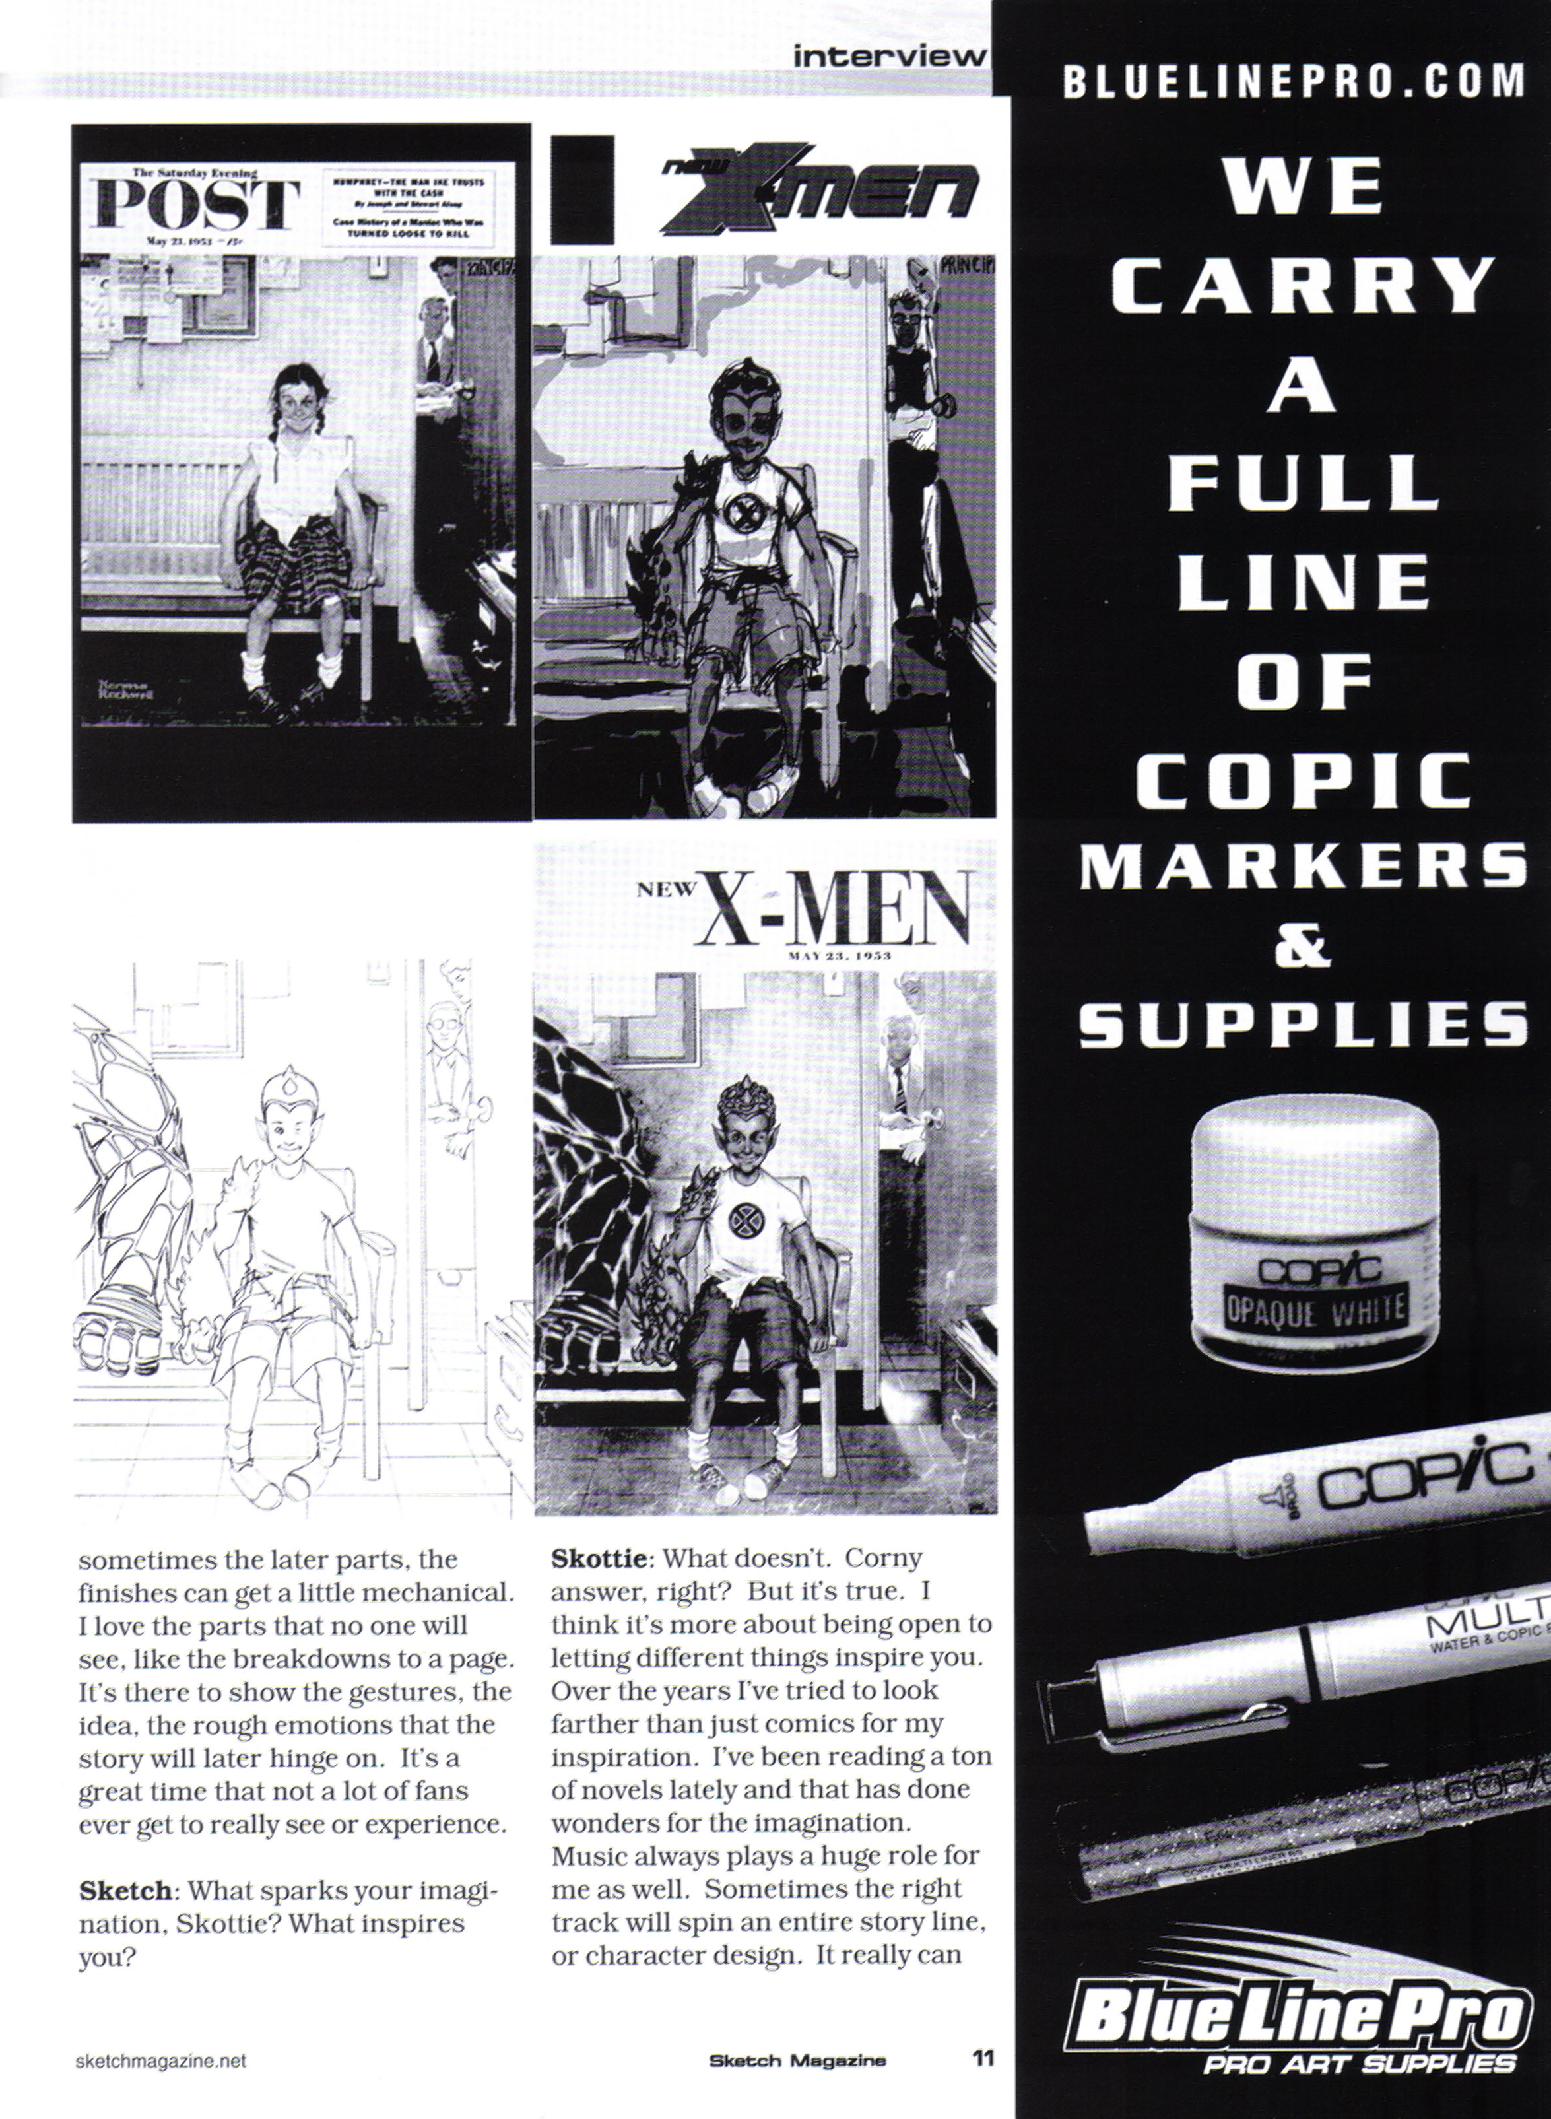 interview
The Saturday Evening
POST
May 23, 1953 – 15¢
HUMPHREY—THE MAN IKE TRUSTS
WITH THE CASH
By Joseph and Stewart Alsop
Case History of a Maniac Who Was
TURNED LOOSE TO KILL
PRINCIPA
Norman
Rockwell
NEW X-MEN
PRINCIP
NEW X-MEN
MAY 23, 1953
sometimes the later parts, the
finishes can get a little mechanical.
I love the parts that no one will
see, like the breakdowns to a page.
It's there to show the gestures, the
idea, the rough emotions that the
story will later hinge on.  It's a
great time that not a lot of fans
ever get to really see or experience.
Sketch: What sparks your imagi-
nation, Skottie? What inspires
you?
Skottie: What doesn't.  Corny
answer, right?  But it's true.  I
think it's more about being open to
letting different things inspire you.
Over the years I've tried to look
farther than just comics for my
inspiration.  I've been reading a ton
of novels lately and that has done
wonders for the imagination.
Music always plays a huge role for
me as well.  Sometimes the right
track will spin an entire story line,
or character design.  It really can
sketchmagazine.net
Sketch Magazine
11
BLUELINEPRO.COM
WE
CARRY
A
FULL
LINE
OF
COPIC
MARKERS
&
SUPPLIES
COPIC
OPAQUE WHITE
BROAD
COPIC
MULT
WATER & COPIC P
COPIC
BlueLinePro
PRO ART SUPPLIES